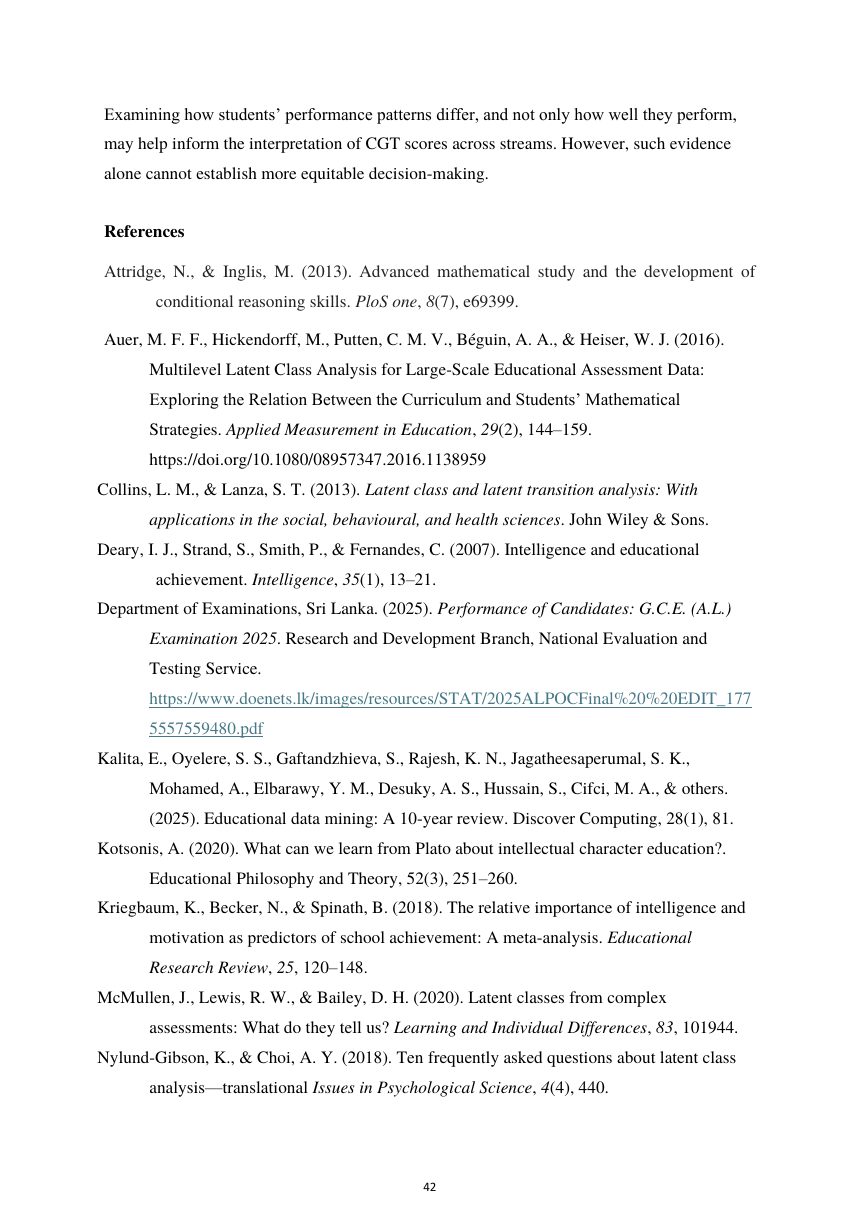 Examining how students’ performance patterns differ, and not only how well they perform,
may help inform the interpretation of CGT scores across streams. However, such evidence
alone cannot establish more equitable decision-making.
References
Attridge, N., & Inglis, M. (2013). Advanced mathematical study and the development of
conditional reasoning skills. PloS one, 8(7), e69399.
Auer, M. F. F., Hickendorff, M., Putten, C. M. V., Béguin, A. A., & Heiser, W. J. (2016).
Multilevel Latent Class Analysis for Large-Scale Educational Assessment Data:
Exploring the Relation Between the Curriculum and Students’ Mathematical
Strategies. Applied Measurement in Education, 29(2), 144–159.
https://doi.org/10.1080/08957347.2016.1138959
Collins, L. M., & Lanza, S. T. (2013). Latent class and latent transition analysis: With
applications in the social, behavioural, and health sciences. John Wiley & Sons.
Deary, I. J., Strand, S., Smith, P., & Fernandes, C. (2007). Intelligence and educational
achievement. Intelligence, 35(1), 13–21.
Department of Examinations, Sri Lanka. (2025). Performance of Candidates: G.C.E. (A.L.)
Examination 2025. Research and Development Branch, National Evaluation and
Testing Service.
https://www.doenets.lk/images/resources/STAT/2025ALPOCFinal%20%20EDIT_177
5557559480.pdf
Kalita, E., Oyelere, S. S., Gaftandzhieva, S., Rajesh, K. N., Jagatheesaperumal, S. K.,
Mohamed, A., Elbarawy, Y. M., Desuky, A. S., Hussain, S., Cifci, M. A., & others.
(2025). Educational data mining: A 10-year review. Discover Computing, 28(1), 81.
Kotsonis, A. (2020). What can we learn from Plato about intellectual character education?.
Educational Philosophy and Theory, 52(3), 251–260.
Kriegbaum, K., Becker, N., & Spinath, B. (2018). The relative importance of intelligence and
motivation as predictors of school achievement: A meta-analysis. Educational
Research Review, 25, 120–148.
McMullen, J., Lewis, R. W., & Bailey, D. H. (2020). Latent classes from complex
assessments: What do they tell us? Learning and Individual Differences, 83, 101944.
Nylund-Gibson, K., & Choi, A. Y. (2018). Ten frequently asked questions about latent class
analysis—translational Issues in Psychological Science, 4(4), 440.
42